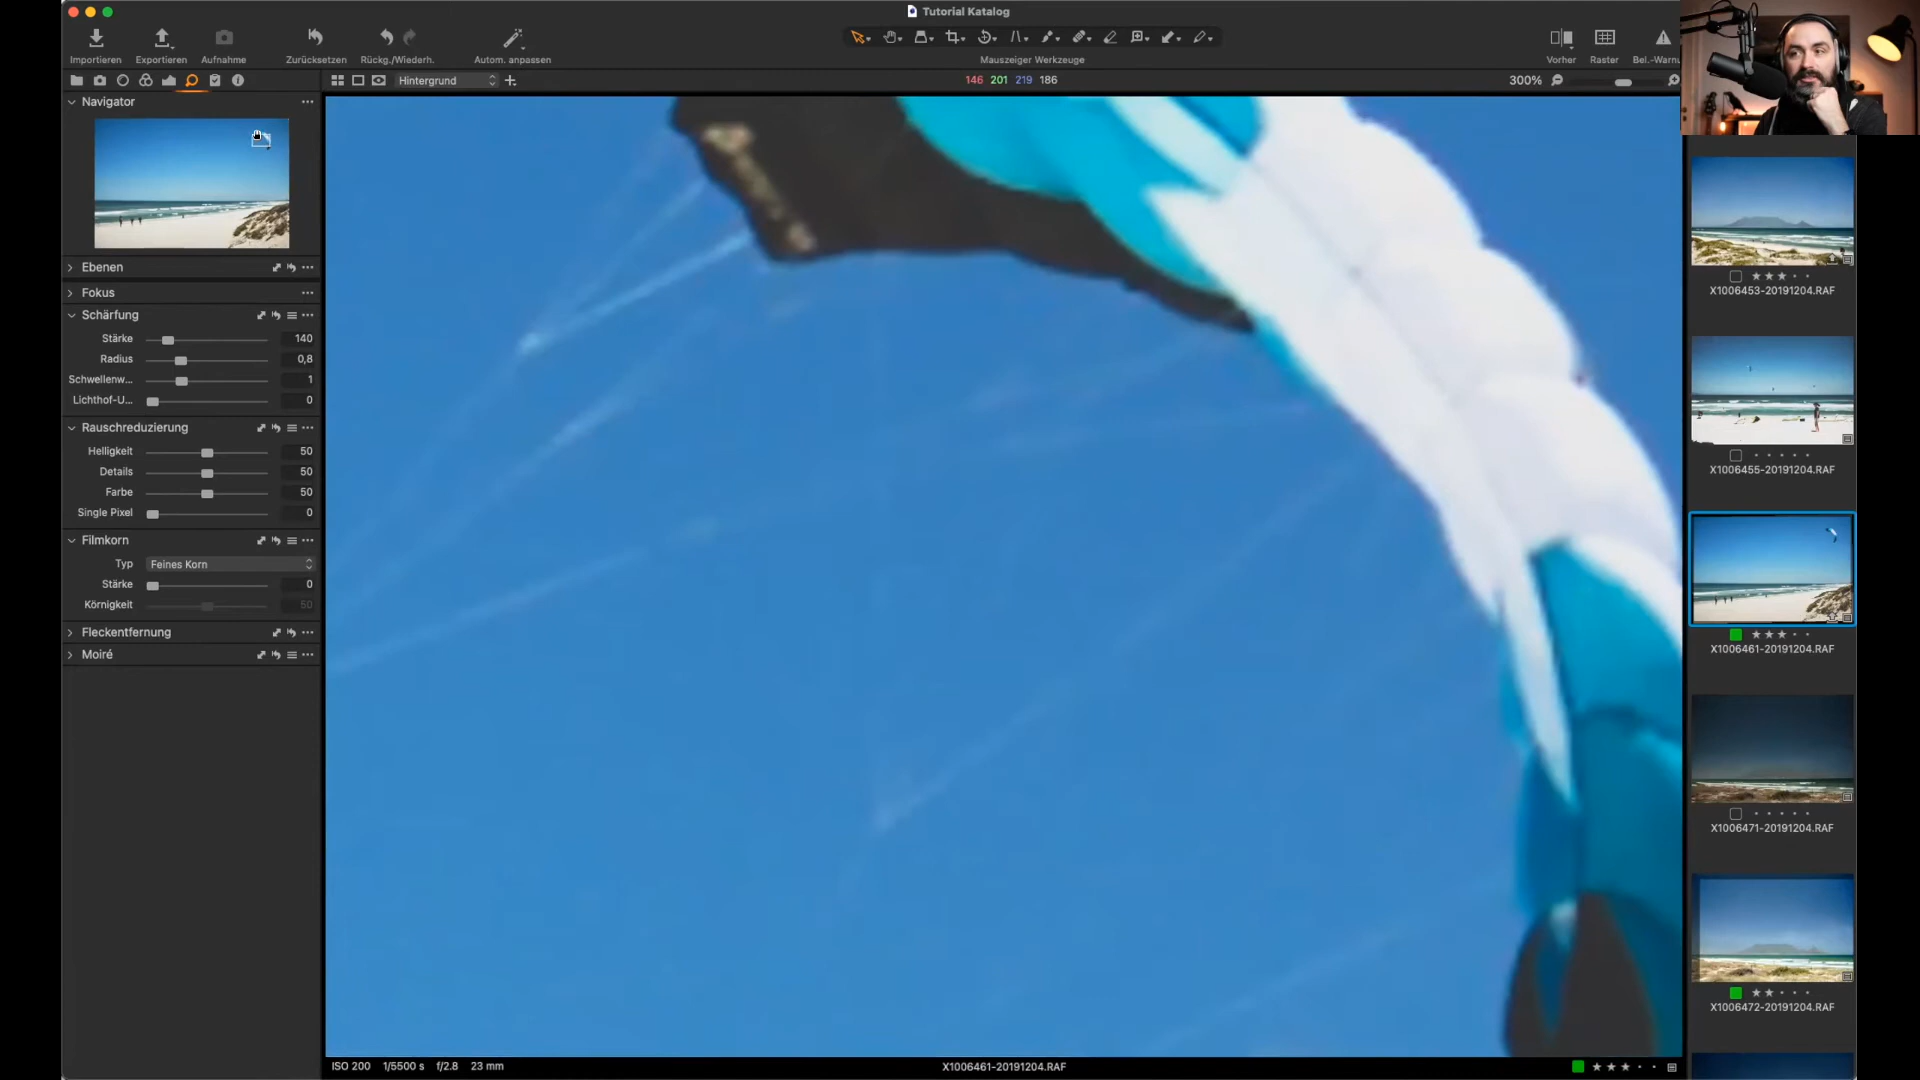 Tutorial Katalog
Importieren Exportieren Aufnahme Zurücksetzen Rückg./Wiederh. Autom. anpassen Mauszeiger Werkzeuge Vorher Raster Bel.-Warnu
Hintergrund 146 201 219 186 300%
Navigator
Ebenen
Fokus
Schärfung
Stärke 140
Radius 0,8
Schwellenw... 1
Lichthof-U... 0
Rauschreduzierung
Helligkeit 50
Details 50
Farbe 50
Single Pixel 0
Filmkorn
Typ Feines Korn
Stärke 0
Körnigkeit 50
Fleckentfernung
Moiré
X1006453-20191204.RAF
X1006455-20191204.RAF
X1006461-20191204.RAF
X1006471-20191204.RAF
X1006472-20191204.RAF
ISO 200 1/5500 s f/2.8 23 mm X1006461-20191204.RAF